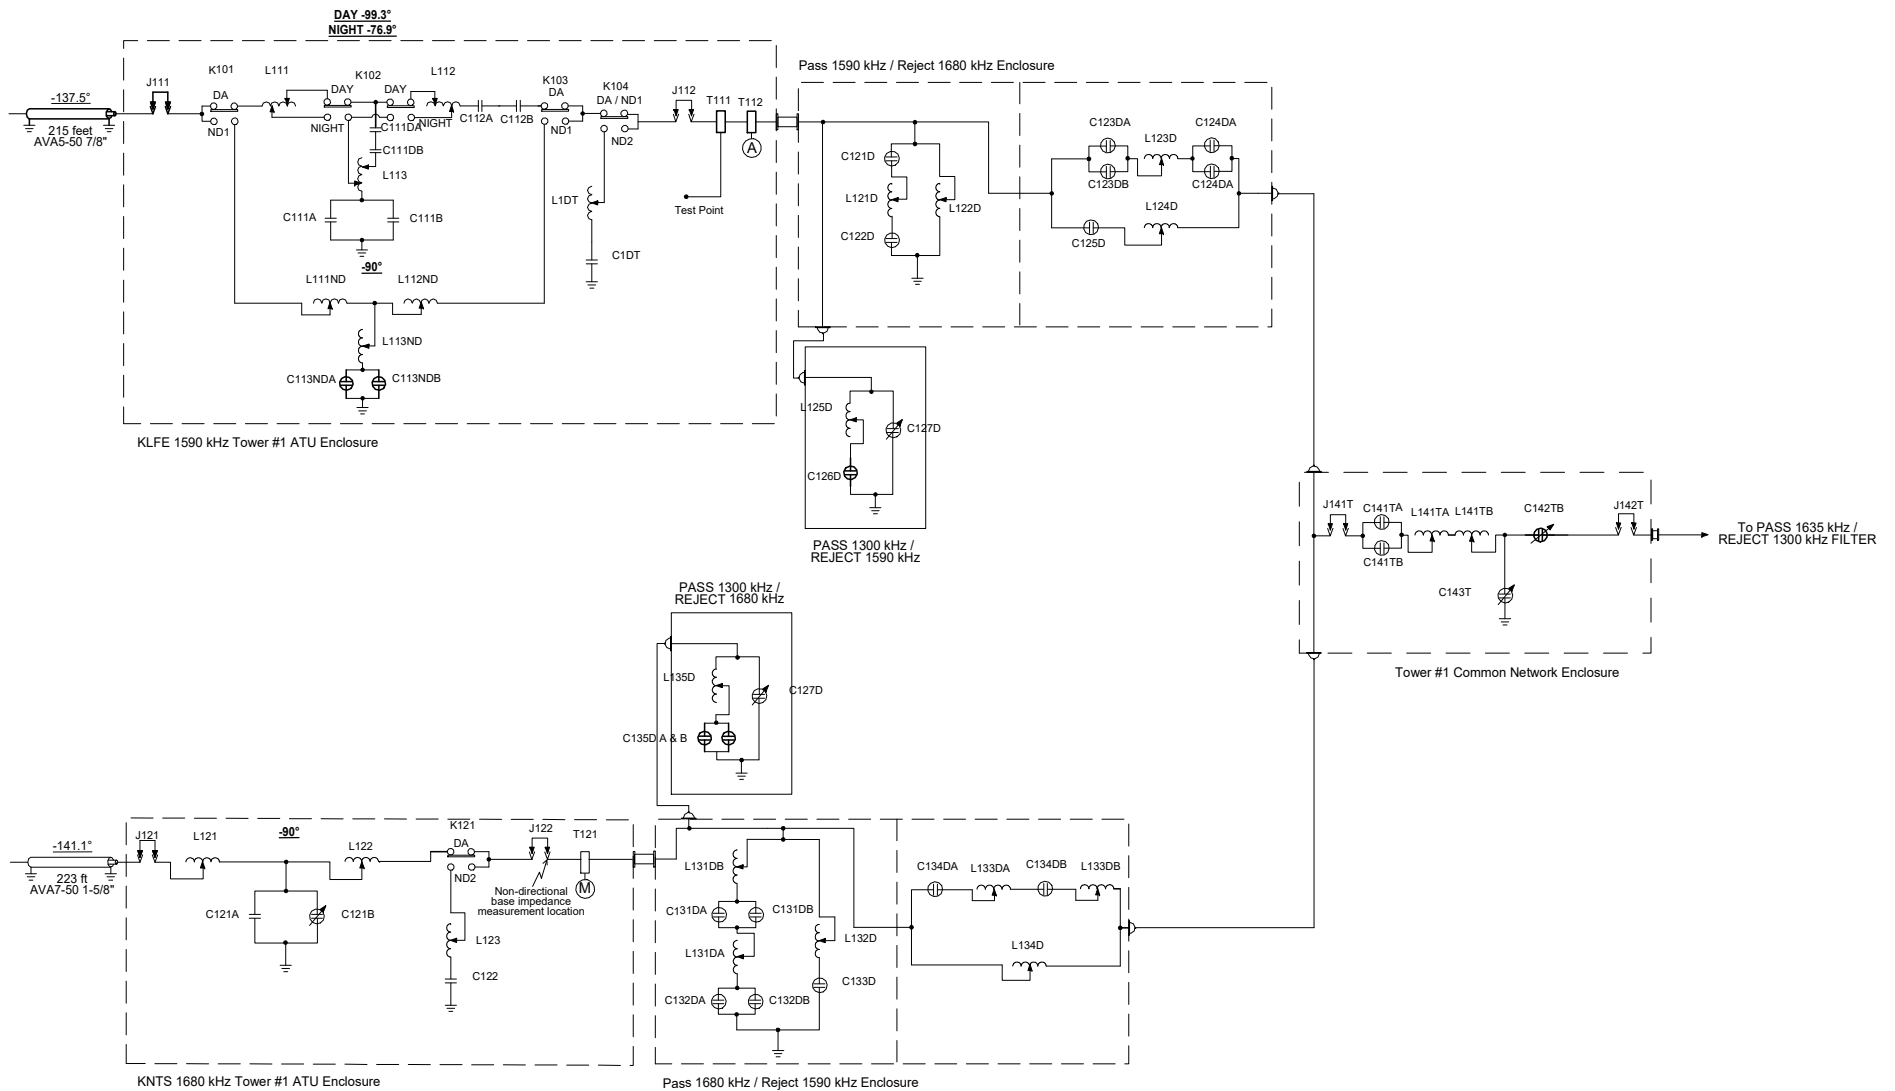 DAY -99.3°
NIGHT -76.9°
-137.5°
215 feet
AVA5-50 7/8"
J111
K101
DA
ND1
L111
K102
DAY
DAY
NIGHT
NIGHT
L112
C112A
C112B
K103
DA
ND1
K104
DA / ND1
ND2
J112
T111
T112
A
C111DA
C111DB
L113
C111A
C111B
L1DT
C1DT
Test Point
-90°
L111ND
L112ND
L113ND
C113NDA
C113NDB
KLFE 1590 kHz Tower #1 ATU Enclosure
Pass 1590 kHz / Reject 1680 kHz Enclosure
C121D
L121D
C122D
L122D
C123DA
C123DB
L123D
C124DA
C124DA
L124D
C125D
L125D
C127D
C126D
PASS 1300 kHz /
REJECT 1590 kHz
J141T
C141TA
C141TB
L141TA
L141TB
C142TB
J142T
C143T
To PASS 1635 kHz /
REJECT 1300 kHz FILTER
Tower #1 Common Network Enclosure
PASS 1300 kHz /
REJECT 1680 kHz
L135D
C127D
C135D A & B
-141.1°
223 ft
AVA7-50 1-5/8"
J121
L121
-90°
L122
K121
DA
ND2
J122
T121
M
Non-directional
base impedance
measurement location
C121A
C121B
L123
C122
KNTS 1680 kHz Tower #1 ATU Enclosure
L131DB
C131DA
C131DB
L131DA
C132DA
C132DB
L132D
C133D
C134DA
L133DA
C134DB
L133DB
L134D
Pass 1680 kHz / Reject 1590 kHz Enclosure